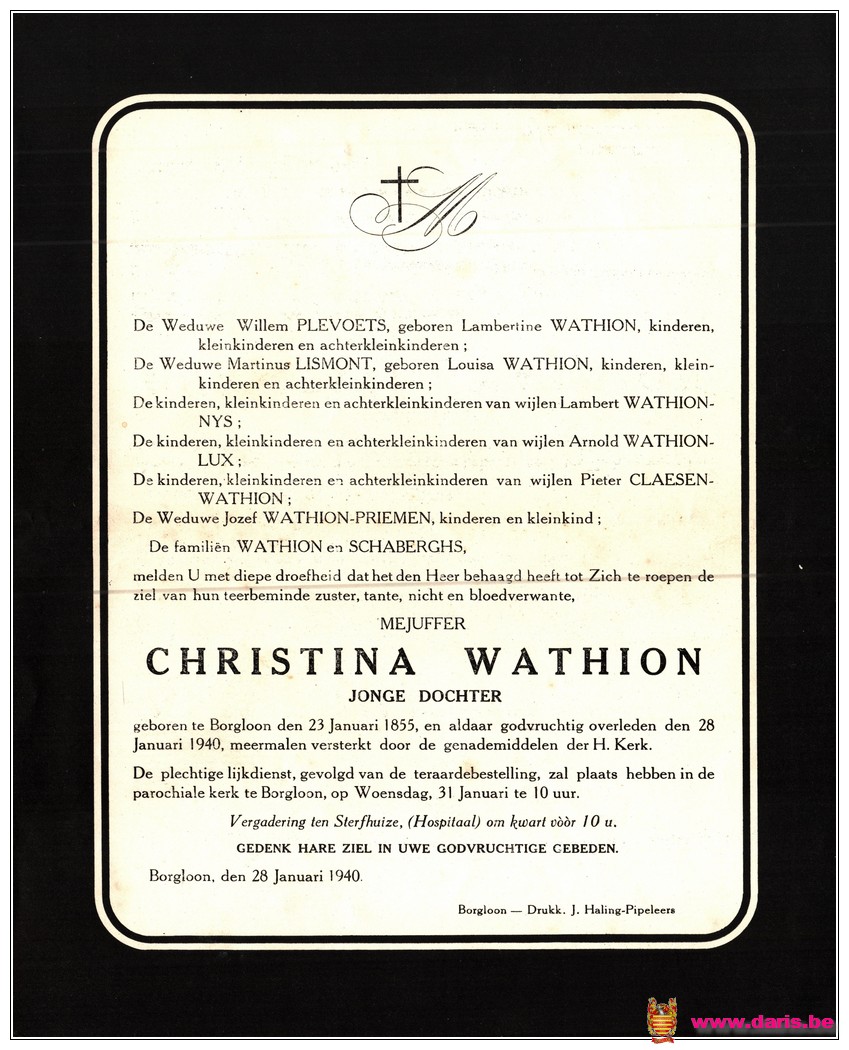 M
De Weduwe Willem PLEVOETS, geboren Lambertine WATHION, kinderen,
kleinkinderen en achterkleinkinderen ;
De Weduwe Martinus LISMONT, geboren Louisa WATHION, kinderen, klein-
kinderen en achterkleinkinderen ;
De kinderen, kleinkinderen en achterkleinkinderen van wijlen Lambert WATHION-
NYS ;
De kinderen, kleinkinderen en achterkleinkinderen van wijlen Arnold WATHION-
LUX ;
De kinderen, kleinkinderen en achterkleinkinderen van wijlen Pieter CLAESEN-
WATHION ;
De Weduwe Jozef WATHION-PRIEMEN, kinderen en kleinkind ;
De familiën WATHION en SCHABERGHS,
melden U met diepe droefheid dat het den Heer behaagd heeft tot Zich te roepen de
ziel van hun teerbeminde zuster, tante, nicht en bloedverwante,
MEJUFFER
CHRISTINA WATHION
JONGE DOCHTER
geboren te Borgloon den 23 Januari 1855, en aldaar godvruchtig overleden den 28
Januari 1940, meermalen versterkt door de genademiddelen der H. Kerk.
De plechtige lijkdienst, gevolgd van de teraardebestelling, zal plaats hebben in de
parochiale kerk te Borgloon, op Woensdag, 31 Januari te 10 uur.
Vergadering ten Sterfhuize, (Hospitaal) om kwart vòòr 10 u.
GEDENK HARE ZIEL IN UWE GODVRUCHTIGE GEBEDEN.
Borgloon, den 28 Januari 1940.
Borgloon — Drukk. J. Haling-Pipeleers
www.daris.be